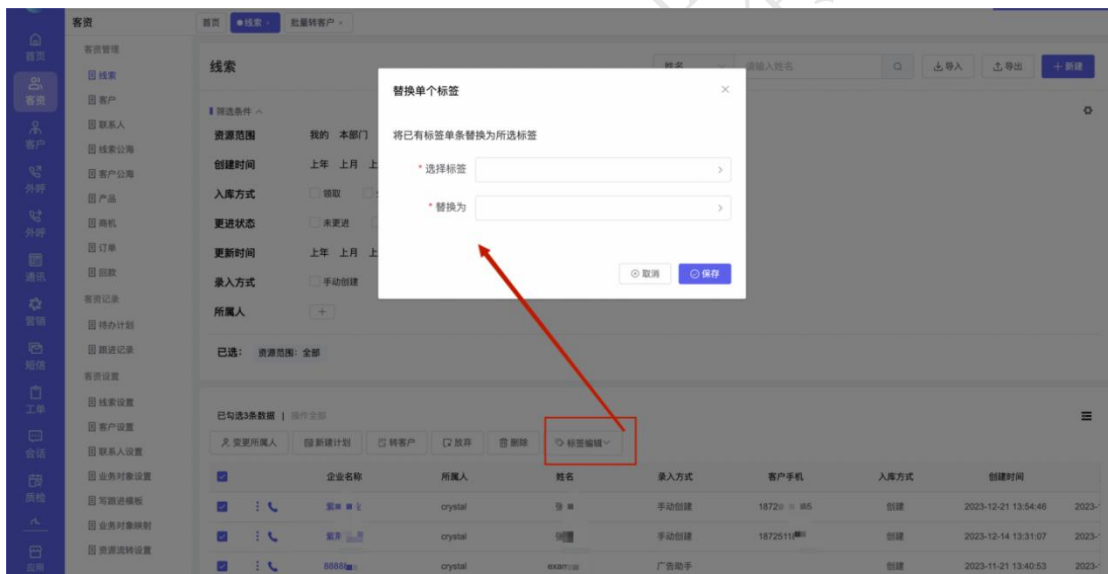 客资
首页 线索 × 批量转客户 ×
首页
客资
客户
外呼
外呼
通讯
营销
短信
工单
会话
质检
应用
客资管理
线索
客户
联系人
线索公海
客户公海
产品
商机
订单
回款
客资记录
待办计划
跟进记录
客资设置
线索设置
客户设置
联系人设置
业务对象设置
写跟进模板
业务对象映射
资源流转设置
线索
姓名 请输入姓名 导入 导出 + 新建
筛选条件
资源范围 我的 本部门
创建时间 上年 上月 上
入库方式 领取
更进状态 未更进
更新时间 上年 上月 上
录入方式 手动创建
所属人 +
已选: 资源范围: 全部
替换单个标签 ×
将已有标签单条替换为所选标签
* 选择标签
* 替换为
取消 保存
已勾选3条数据 | 操作全部
变更所属人 新建计划 转客户 放弃 删除 标签编辑
企业名称 所属人 姓名 录入方式 客户手机 入库方式 创建时间
crystal 张 手动创建 1872 5 创建 2023-12-21 13:54:46 2023-
crystal 手动创建 1872511 创建 2023-12-14 13:31:07 2023-
8888 crystal exam 广告助手 创建 2023-11-21 13:40:53 2023-